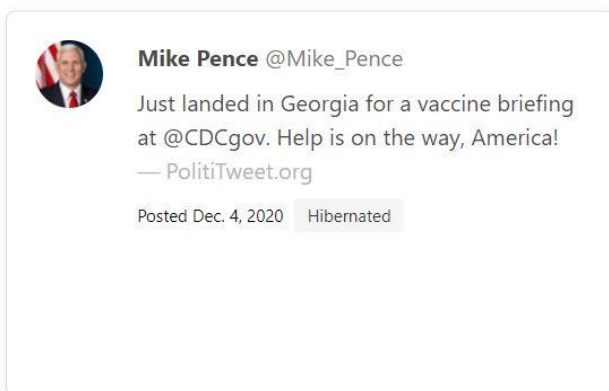 Mike Pence @Mike_Pence
Just landed in Georgia for a vaccine briefing
at @CDCgov. Help is on the way, America!
— PolitiTweet.org
Posted Dec. 4, 2020 Hibernated